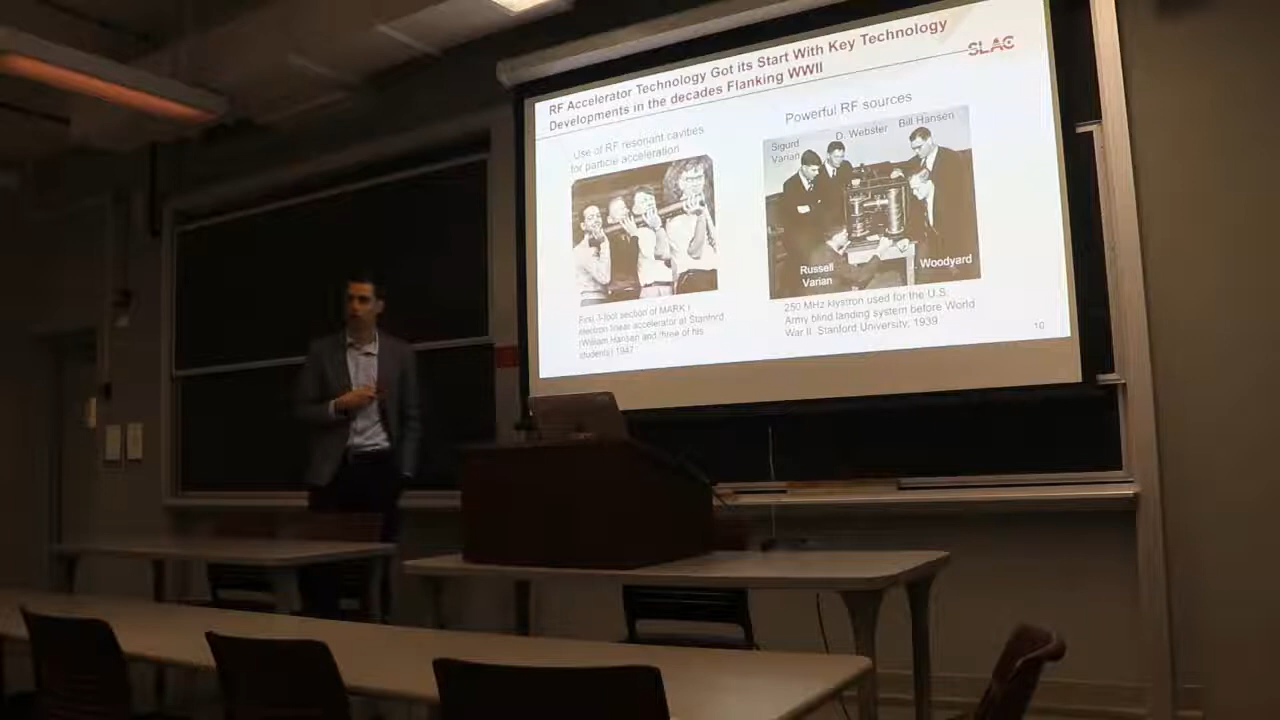 RF Accelerator Technology Got its Start With Key Technology
Developments in the decades Flanking WWII
SLAC
Use of RF resonant cavities
for particle acceleration
First 3-foot section of MARK I
electron linear accelerator at Stanford
(William Hansen and three of his
students) 1947
Powerful RF sources
Sigurd
Varian
D. Webster
Bill Hansen
Russell
Varian
J. Woodyard
250 MHz klystron used for the U.S.
Army blind landing system before World
War II. Stanford University, 1939
10